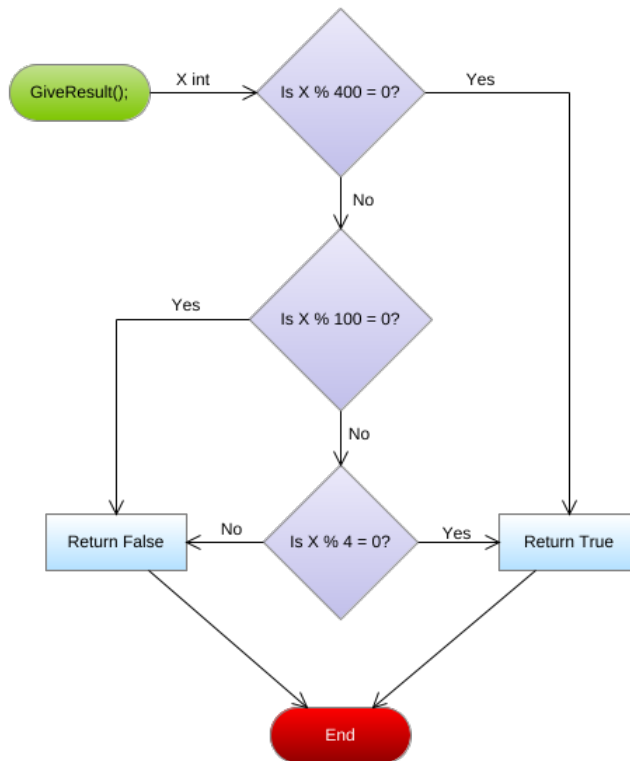 GiveResult();
X int
Is X % 400 = 0?
Yes
No
Is X % 100 = 0?
Yes
No
Is X % 4 = 0?
No
Yes
Return False
Return True
End